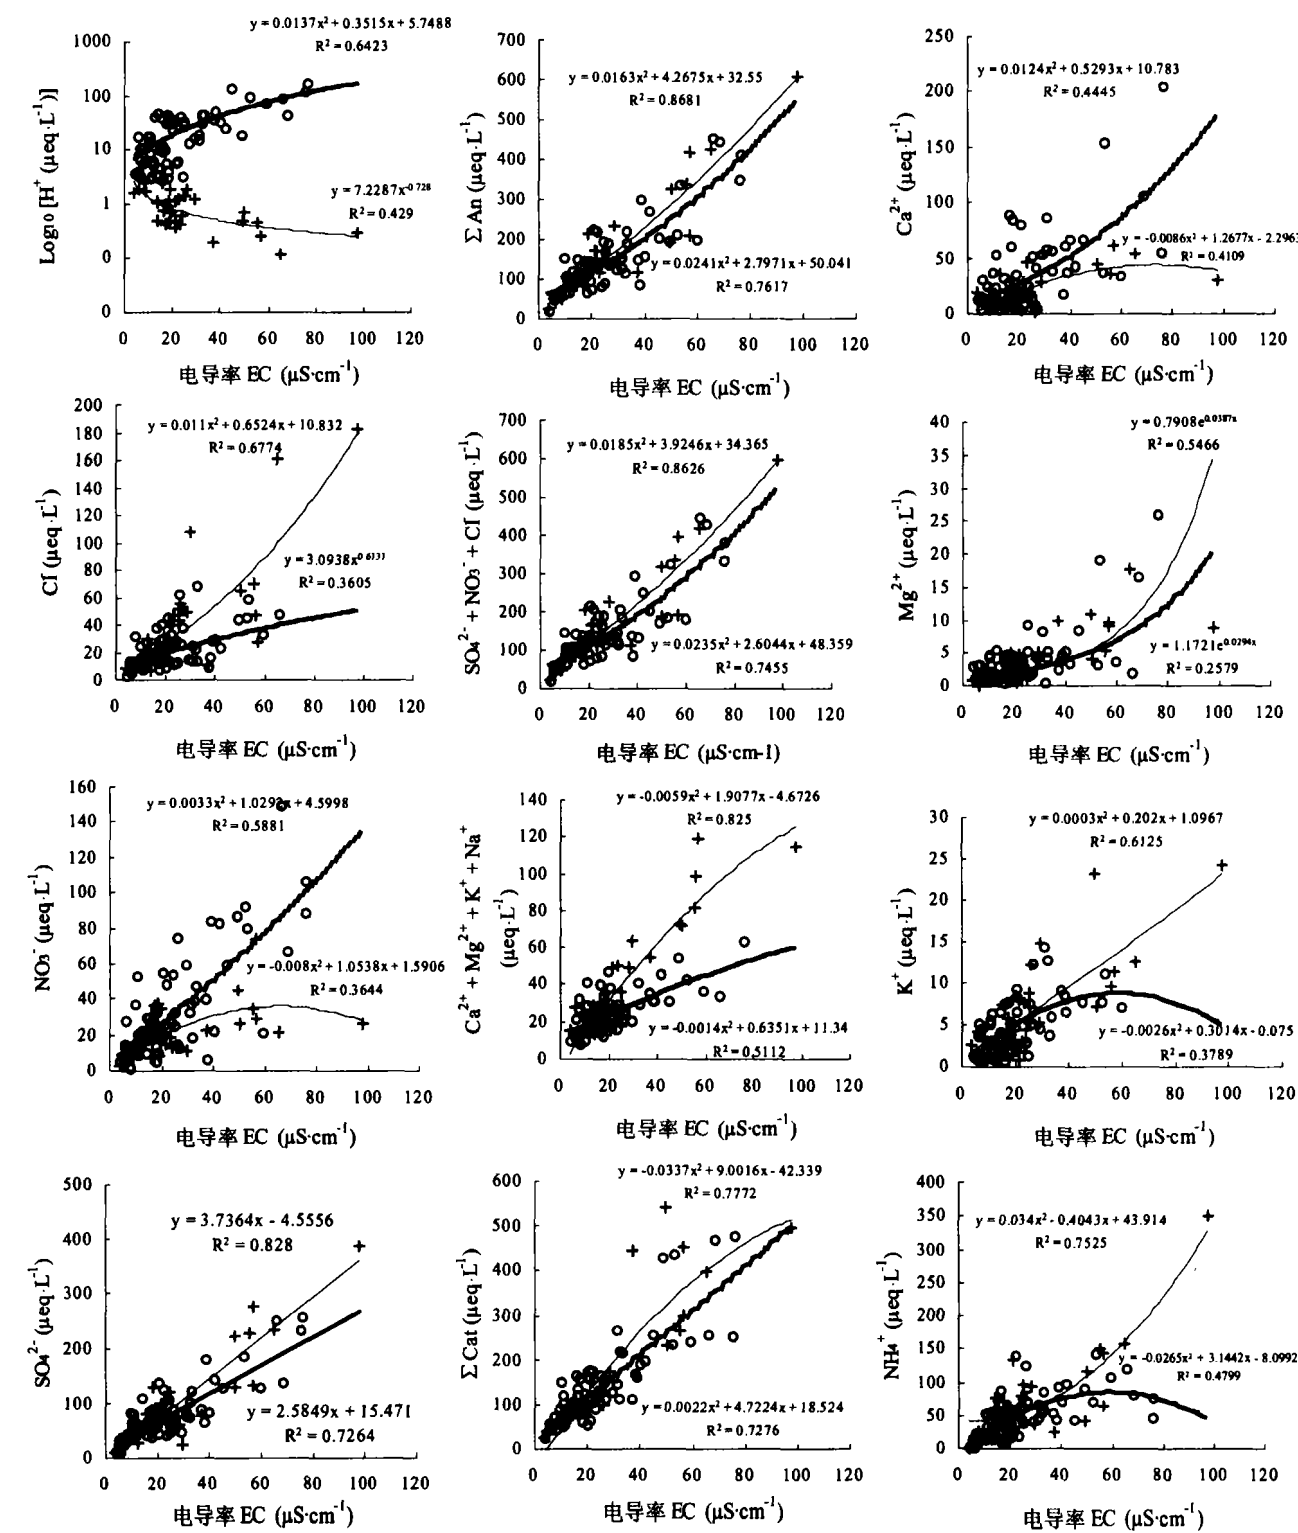 y = 0.0137x² + 0.3515x + 5.7488
R² = 0.6423
1000
100
10
1
0
0
Log10 [H⁺ (μeq·L⁻¹)]
y = 7.2287x⁻⁰·⁷²⁸
R² = 0.429
0 20 40 60 80 100 120
电导率 EC (μS·cm⁻¹)
700
600
500
400
300
200
100
0
Σ An (μeq·L⁻¹)
y = 0.0163x² + 4.2675x + 32.55
R² = 0.8681
y = 0.0241x² + 2.7971x + 50.041
R² = 0.7617
0 20 40 60 80 100 120
电导率 EC (μS·cm⁻¹)
250
200
150
100
50
0
Ca²⁺ (μeq·L⁻¹)
y = 0.0124x² + 0.5293x + 10.783
R² = 0.4445
y = -0.0086x² + 1.2677x - 2.2963
R² = 0.4109
0 20 40 60 80 100 120
电导率 EC (μS·cm⁻¹)
200
180
160
140
120
100
80
60
40
20
0
Cl⁻ (μeq·L⁻¹)
y = 0.011x² + 0.6524x + 10.832
R² = 0.6774
y = 3.0938x
R² = 0.3605
0 20 40 60 80 100 120
电导率 EC (μS·cm⁻¹)
700
600
500
400
300
200
100
0
SO₄²⁻ + NO₃⁻ + Cl⁻ (μeq·L⁻¹)
y = 0.0185x² + 3.9246x + 34.365
R² = 0.8626
y = 0.0235x² + 2.6044x + 48.359
R² = 0.7455
0 20 40 60 80 100 120
电导率 EC (μS·cm-1)
40
35
30
25
20
15
10
5
0
Mg²⁺ (μeq·L⁻¹)
y = 0.7908e⁰·⁰³⁸⁷ˣ
R² = 0.5466
y = 1.1721e⁰·⁰²⁹⁴ˣ
R² = 0.2579
0 20 40 60 80 100 120
电导率 EC (μS·cm⁻¹)
160
140
120
100
80
60
40
20
0
NO₃⁻ (μeq·L⁻¹)
y = 0.0033x² + 1.0292x + 4.5998
R² = 0.5881
y = -0.008x² + 1.0538x + 1.5906
R² = 0.3644
0 20 40 60 80 100 120
电导率 EC (μS·cm⁻¹)
140
120
100
80
60
40
20
0
Ca²⁺ + Mg²⁺ + K⁺ + Na⁺
(μeq·L⁻¹)
y = -0.0059x² + 1.9077x - 4.6726
R² = 0.825
y = -0.0014x² + 0.6351x + 11.34
R² = 0.5112
0 20 40 60 80 100 120
电导率 EC (μS·cm⁻¹)
30
25
20
15
10
5
0
K⁺ (μeq·L⁻¹)
y = 0.0003x² + 0.202x + 1.0967
R² = 0.6125
y = -0.0026x² + 0.3014x - 0.075
R² = 0.3789
0 20 40 60 80 100 120
电导率 EC (μS·cm⁻¹)
500
400
300
200
100
0
SO₄²⁻ (μeq·L⁻¹)
y = 3.7364x - 4.5556
R² = 0.828
y = 2.5849x + 15.471
R² = 0.7264
0 20 40 60 80 100 120
电导率 EC (μS·cm⁻¹)
600
500
400
300
200
100
0
Σ Cat (μeq·L⁻¹)
y = -0.0337x² + 9.0016x - 42.339
R² = 0.7772
y = 0.0022x² + 4.7224x + 18.524
R² = 0.7276
0 20 40 60 80 100 120
电导率 EC (μS·cm⁻¹)
400
350
300
250
200
150
100
50
0
NH₄⁺ (μeq·L⁻¹)
y = 0.034x² - 0.4043x + 43.914
R² = 0.7525
y = -0.0265x² + 3.1442x - 8.0992
R² = 0.4799
0 20 40 60 80 100 120
电导率 EC (μS·cm⁻¹)